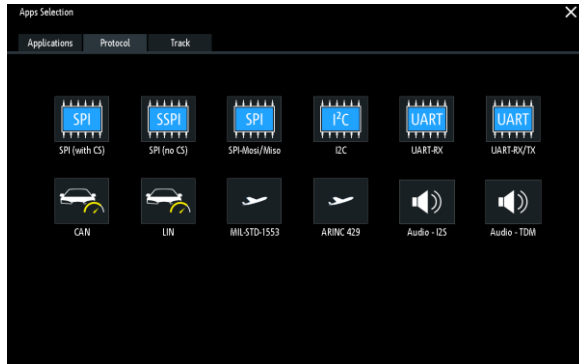 Apps Selection
Applications Protocol Track
SPI SSPI SPI I²C UART UART
SPI (with CS) SPI (no CS) SPI-Mosi/Miso I2C UART-RX UART-RX/TX
CAN LIN MIL-STD-1553 ARINC 429 Audio - I2S Audio - TDM